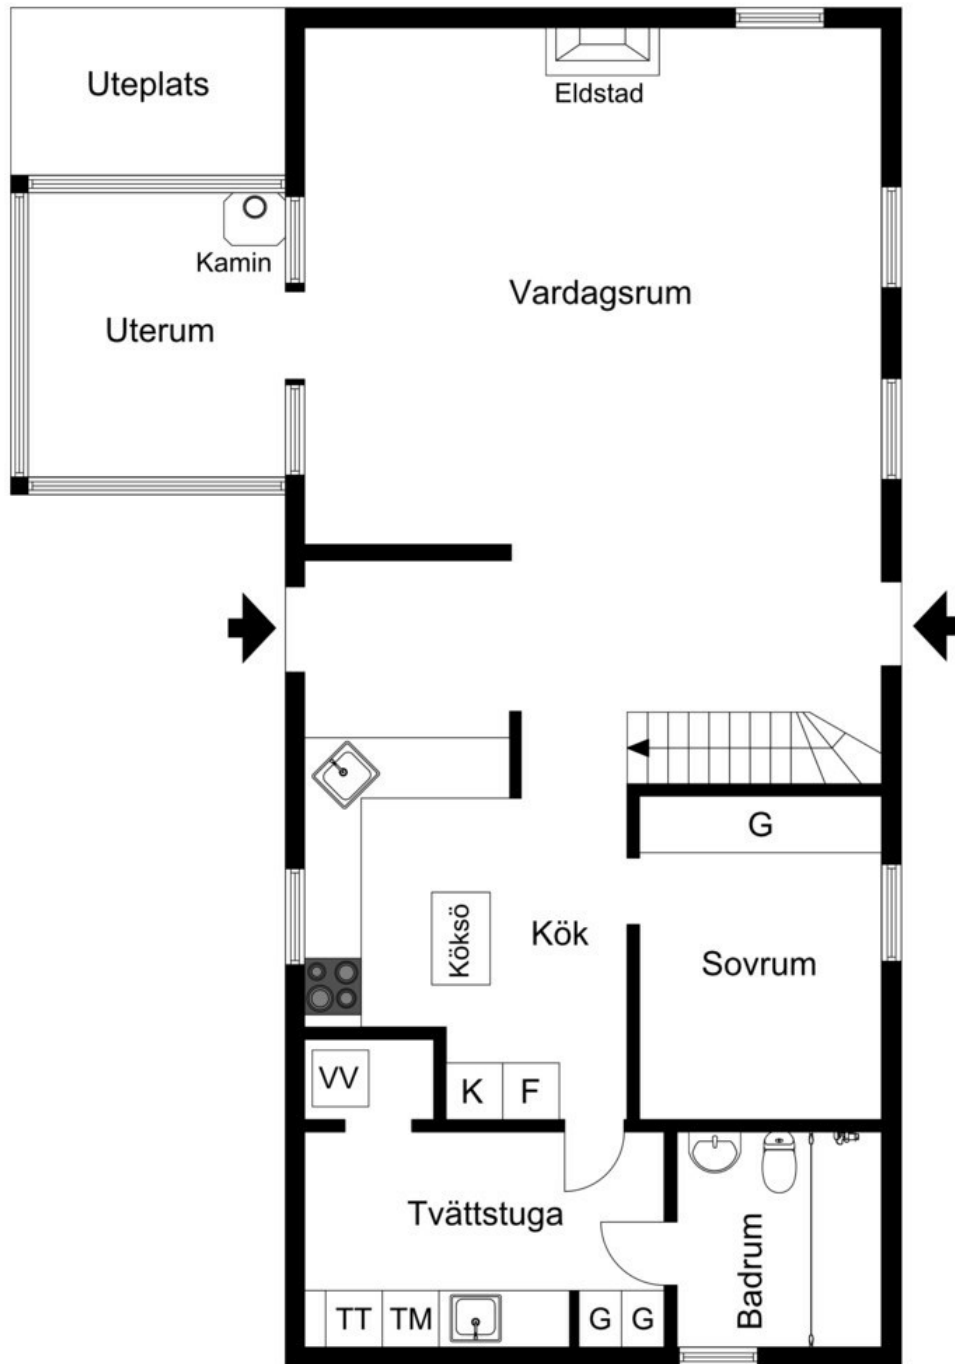 Uteplats
Eldstad
Kamin
Vardagsrum
Uterum
G
Köksö
Kök
Sovrum
VV
K
F
Tvättstuga
Badrum
TT
TM
G
G